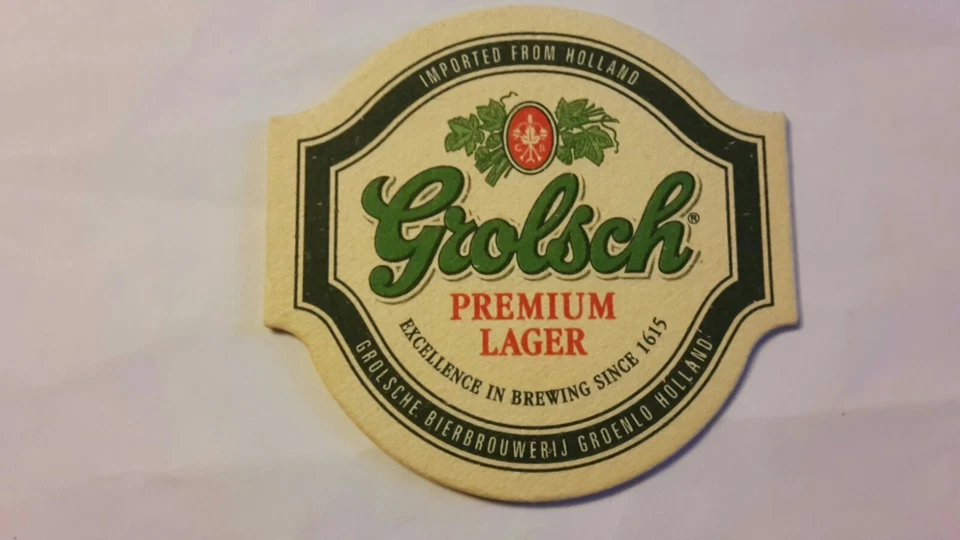 IMPORTED FROM HOLLAND
Grolsch®
PREMIUM
LAGER
EXCELLENCE IN BREWING SINCE 1615
GROLSCHE BIERBROUWERIJ GROENLO HOLLAND